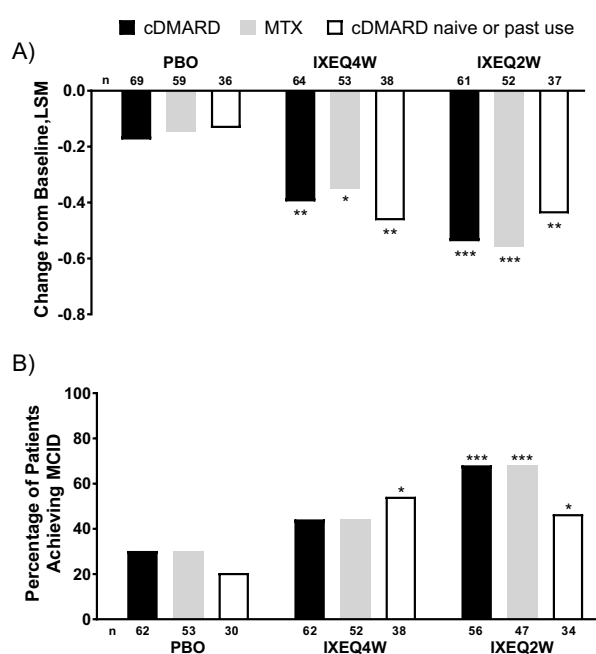 cDMARD MTX cDMARD naive or past use
A)
PBO IXEQ4W IXEQ2W
n 69 59 36 64 53 38 61 52 37
0.0
-0.2
-0.4
-0.6
-0.8
Change from Baseline,LSM
** * ** *** *** **
B)
100
80
60
40
20
0
Percentage of Patients
Achieving MCID
* *** *** *
n 62 53 30 62 52 38 56 47 34
PBO IXEQ4W IXEQ2W